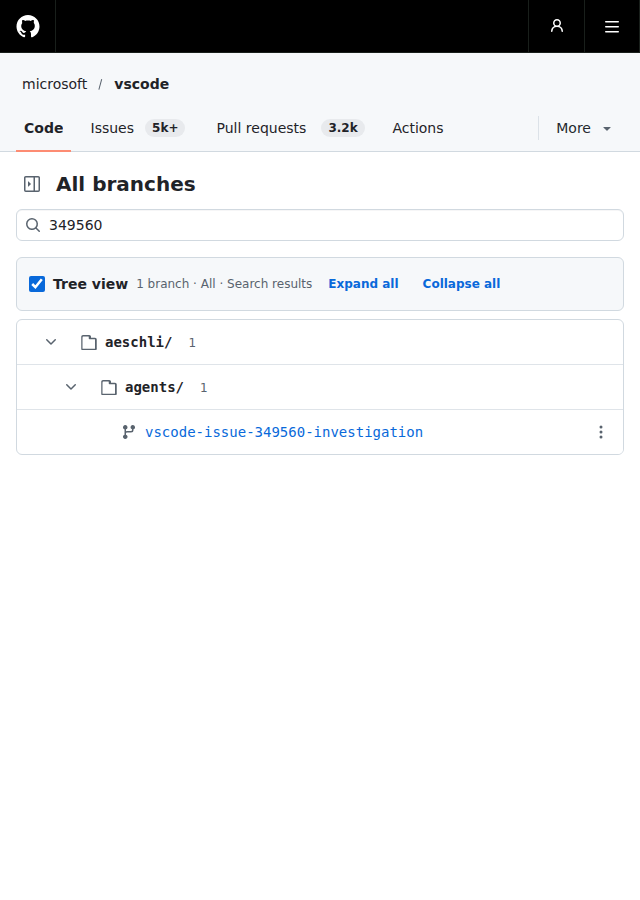 microsoft / vscode
Code Issues 5k+ Pull requests 3.2k Actions More
All branches
349560
Tree view 1 branch · All · Search results Expand all Collapse all
aeschli/ 1
agents/ 1
vscode-issue-349560-investigation